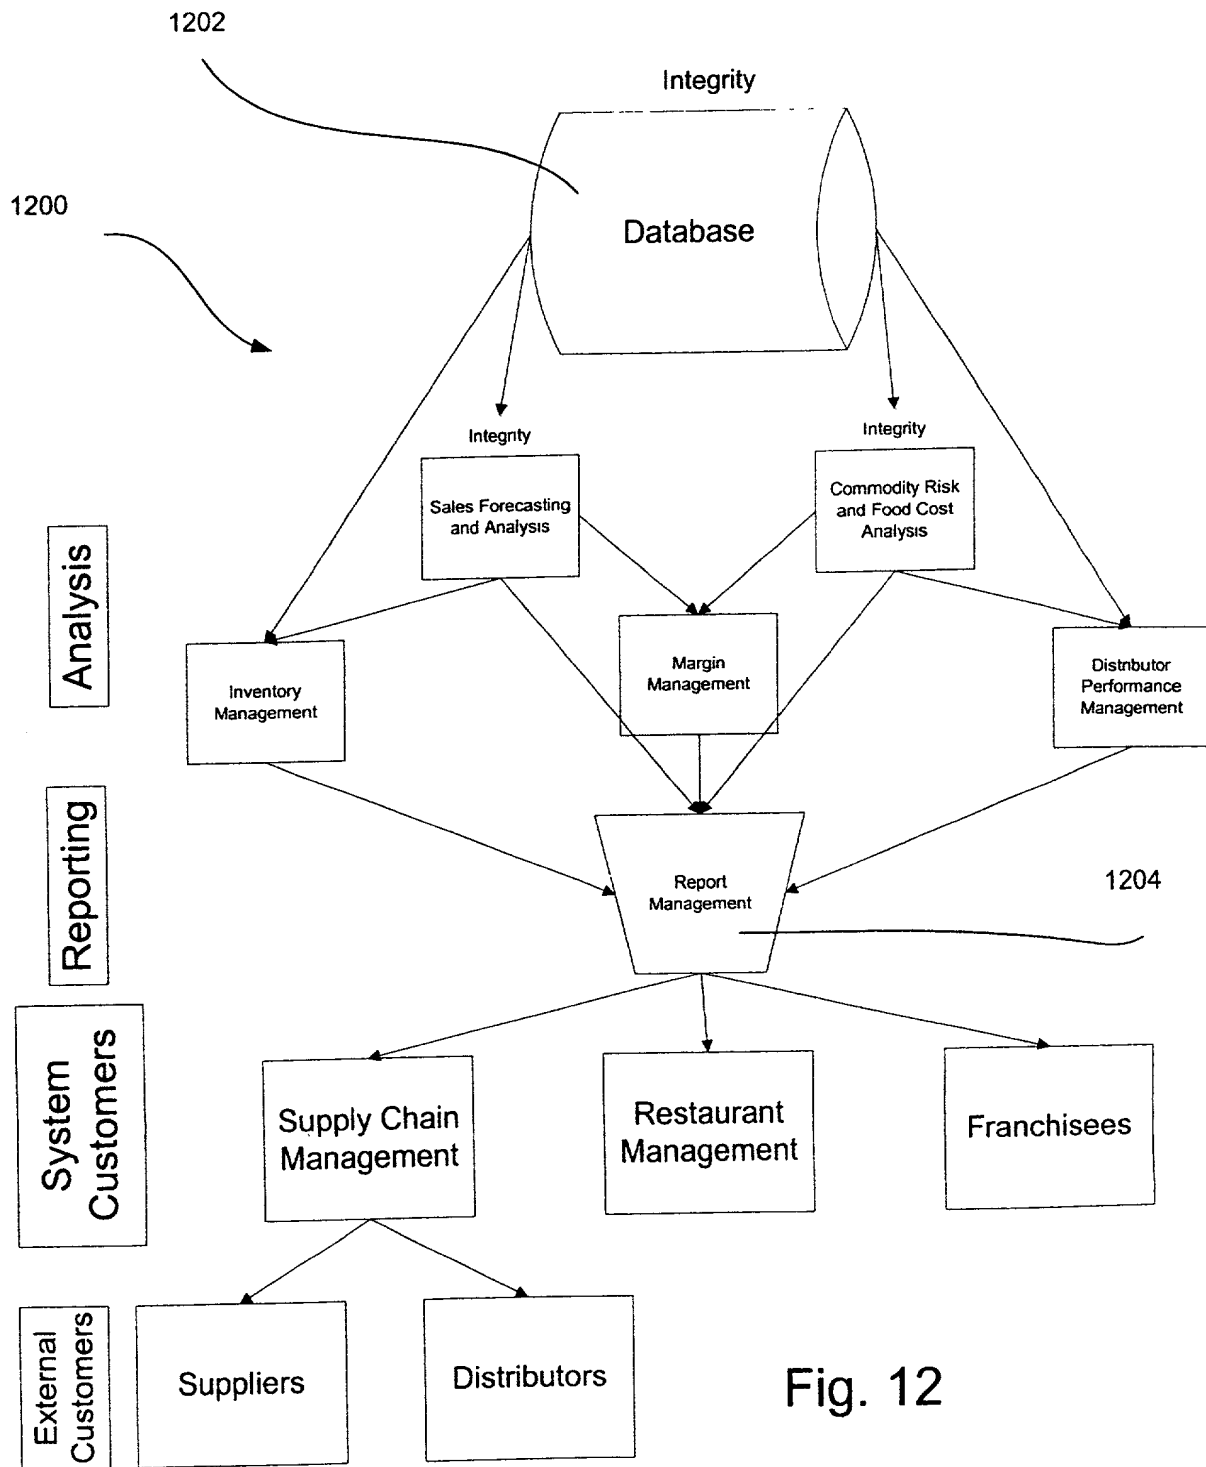 1202
Integrity
1200
Database
Integrity
Integrity
Sales Forecasting
and Analysis
Commodity Risk
and Food Cost
Analysis
Analysis
Inventory
Management
Margin
Management
Distributor
Performance
Management
Reporting
Report
Management
1204
System
Customers
Supply Chain
Management
Restaurant
Management
Franchisees
External
Customers
Suppliers
Distributors
Fig. 12